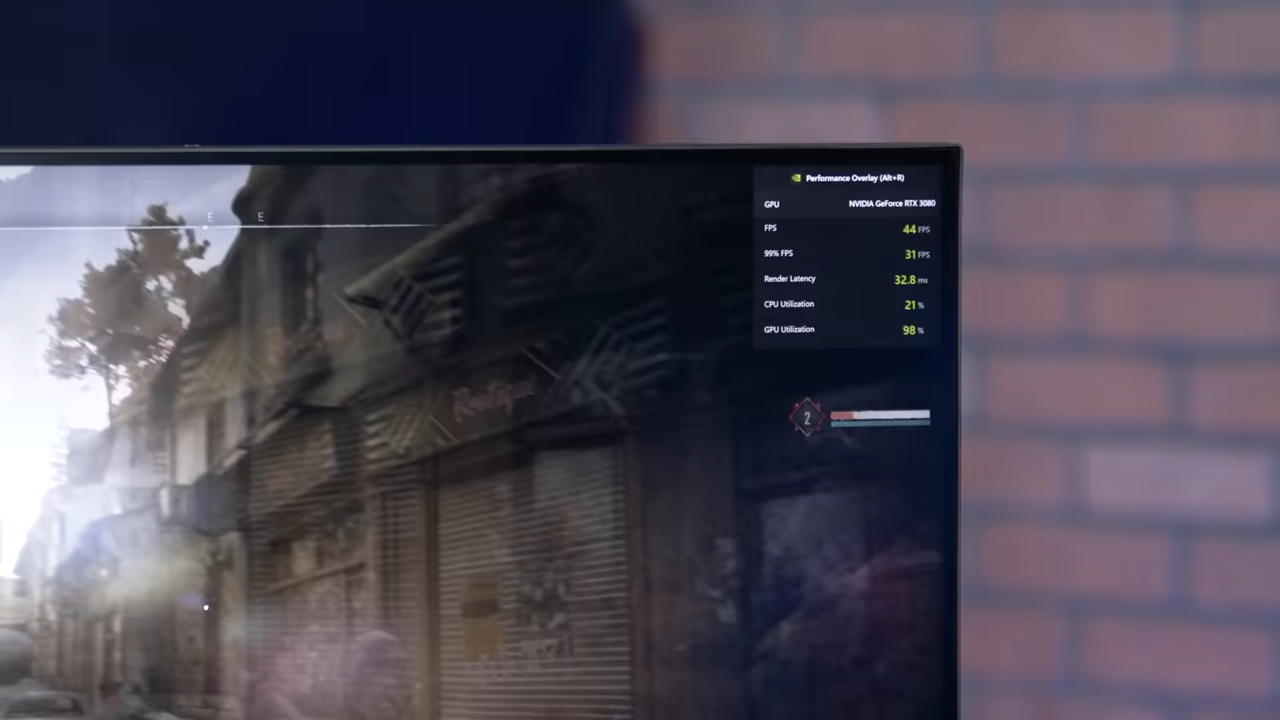 Performance Overlay (Alt+R)
GPU NVIDIA GeForce RTX 3080
FPS 44 FPS
99% FPS 31 FPS
Render Latency 32.8 ms
CPU Utilization 21 %
GPU Utilization 98 %
E E
2